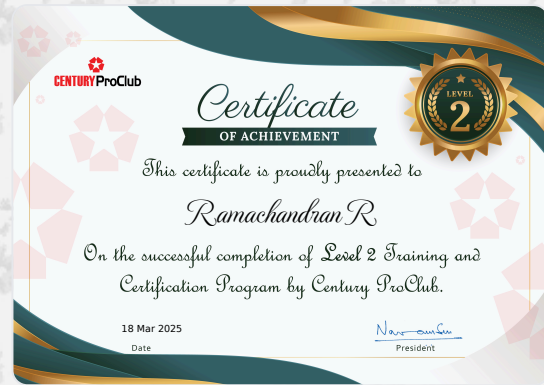 CENTURY ProClub
LEVEL
2
Certificate
OF ACHIEVEMENT
This certificate is proudly presented to
Ramachandran R
On the successful completion of Level 2 Training and
Certification Program by Century ProClub.
18 Mar 2025
Date
President